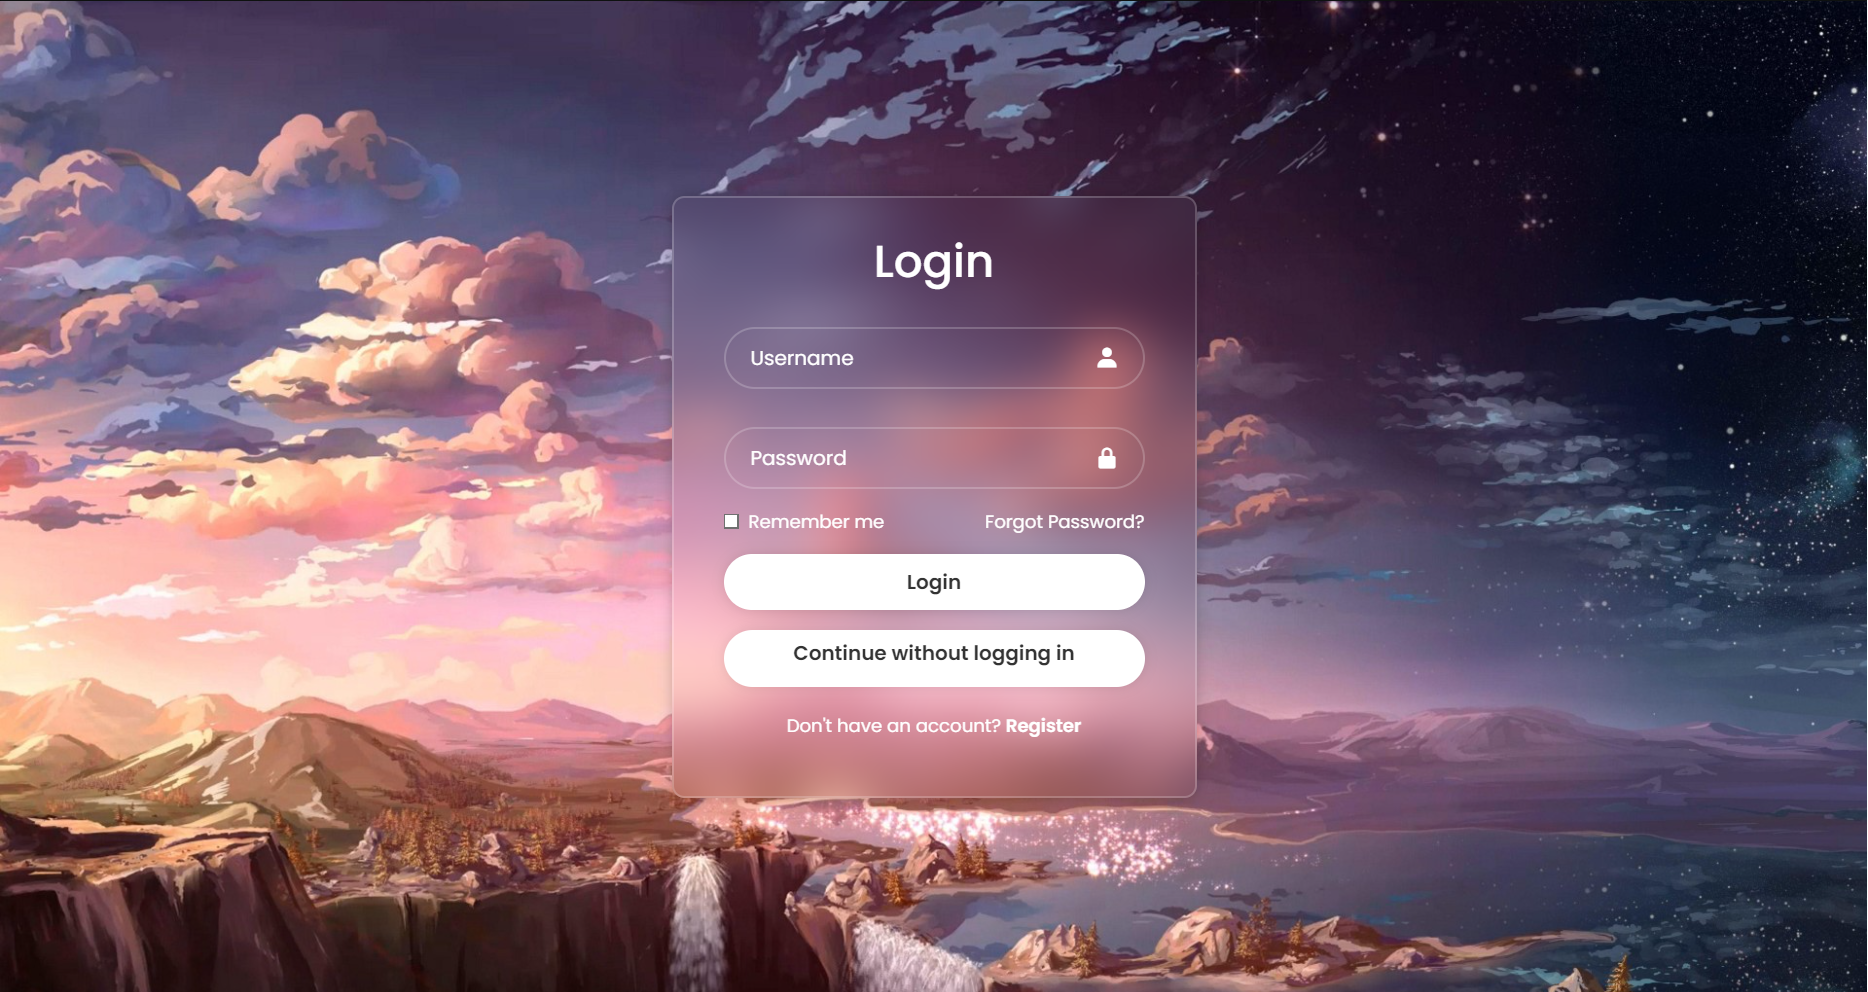 Login
Username
Password
Remember me Forgot Password?
Login
Continue without logging in
Don't have an account? Register